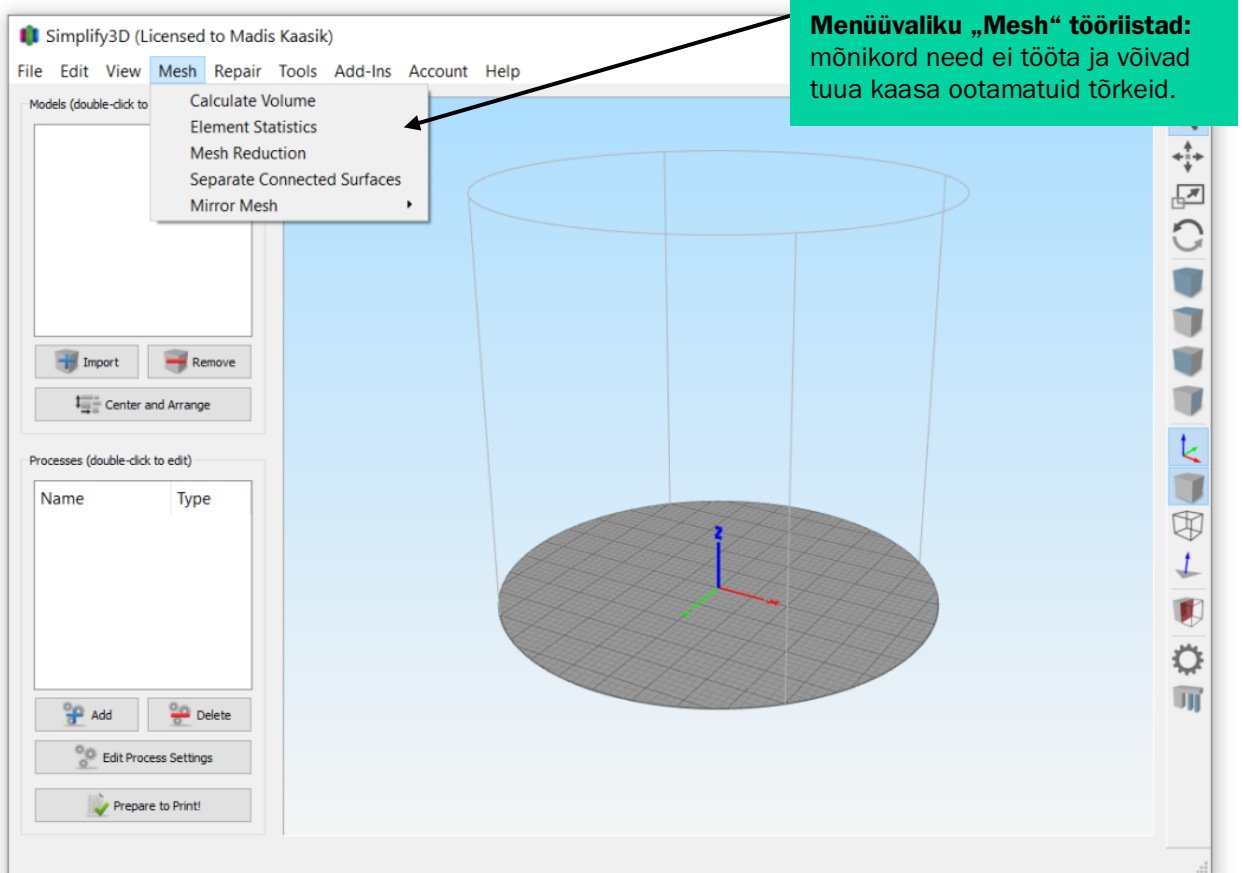 Menüüvaliku „Mesh“ tööriistad:
mõnikord need ei tööta ja võivad
tuua kaasa ootamatuid tõrkeid.
Simplify3D (Licensed to Madis Kaasik)
File Edit View Mesh Repair Tools Add-Ins Account Help
Models (double-click to
Calculate Volume
Element Statistics
Mesh Reduction
Separate Connected Surfaces
Mirror Mesh
Import Remove
Center and Arrange
Processes (double-click to edit)
Name Type
Z
Add Delete
Edit Process Settings
Prepare to Print!